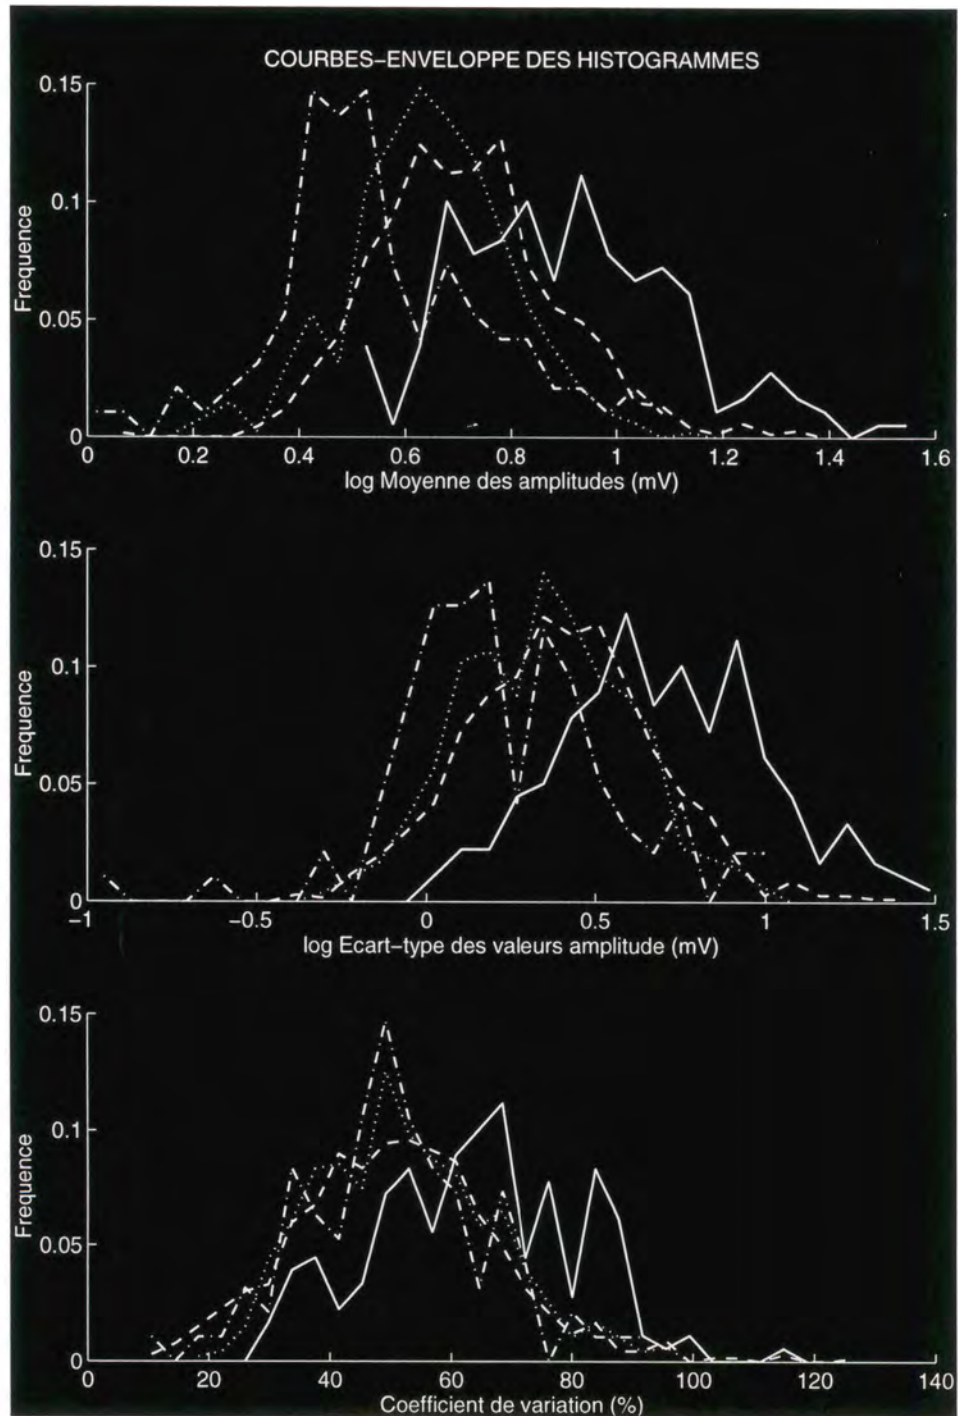 COURBES–ENVELOPPE DES HISTOGRAMMES
0.15
0.1
0.05
0
Frequence
0 0.2 0.4 0.6 0.8 1 1.2 1.4 1.6
log Moyenne des amplitudes (mV)
0.15
0.1
0.05
0
Frequence
–1 –0.5 0 0.5 1 1.5
log Ecart–type des valeurs amplitude (mV)
0.15
0.1
0.05
0
Frequence
0 20 40 60 80 100 120 140
Coefficient de variation (%)